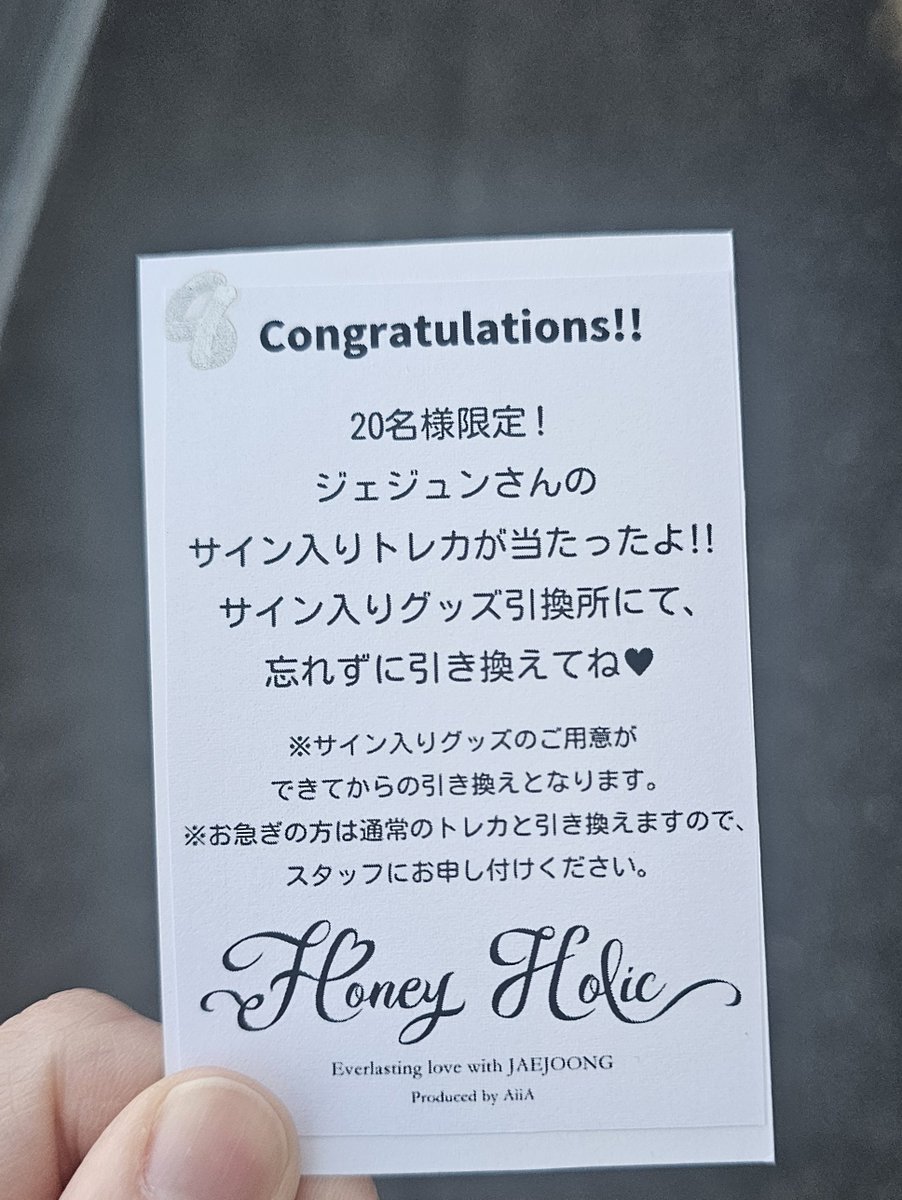 Congratulations!!
20名様限定！
ジェジュンさんの
サイン入りトレカが当たったよ!!
サイン入りグッズ引換所にて、
忘れずに引き換えてね♥
※サイン入りグッズのご用意が
できてからの引き換えとなります。
※お急ぎの方は通常のトレカと引き換えますので、
スタッフにお申し付けください。
Honey Holic
Everlasting love with JAEJOONG
Produced by AiiA